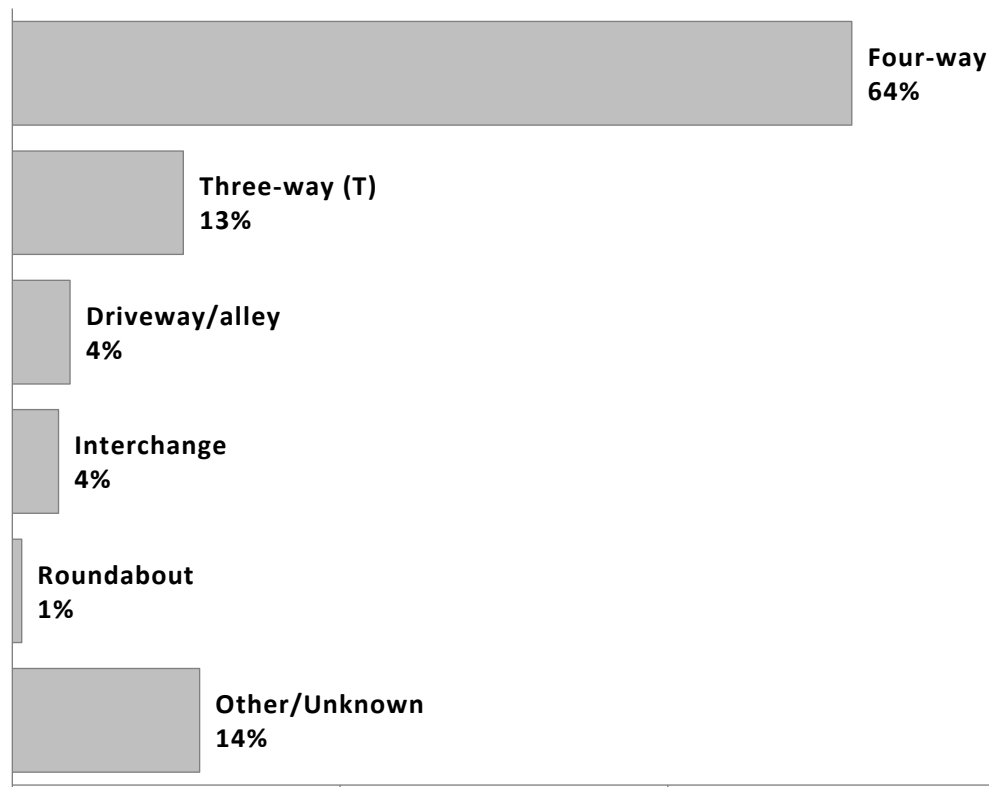 Four-way
64%
Three-way (T)
13%
Driveway/alley
4%
Interchange
4%
Roundabout
1%
Other/Unknown
14%